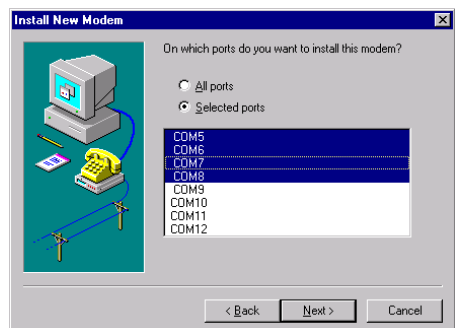 Install New Modem
On which ports do you want to install this modem?
All ports
Selected ports
COM5
COM6
COM7
COM8
COM9
COM10
COM11
COM12
< Back
Next >
Cancel